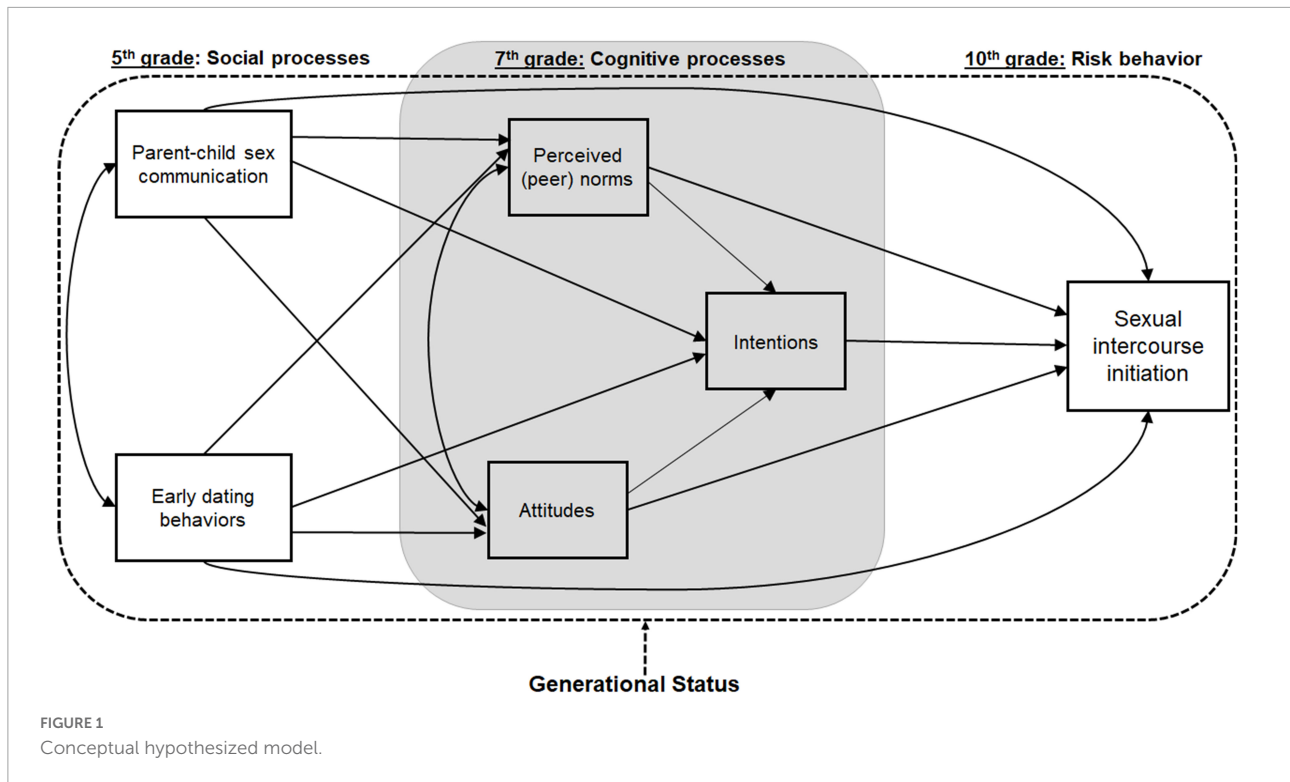 5th grade: Social processes
7th grade: Cognitive processes
10th grade: Risk behavior
Parent-child sex
communication
Perceived
(peer) norms
Intentions
Sexual
intercourse
initiation
Early dating
behaviors
Attitudes
Generational Status
FIGURE 1
Conceptual hypothesized model.